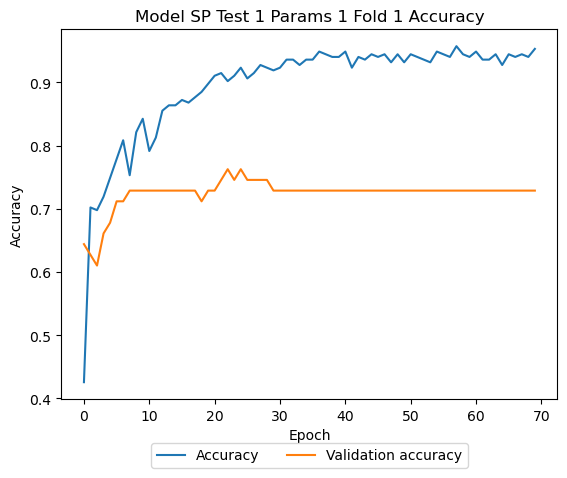 Model SP Test 1 Params 1 Fold 1 Accuracy
Accuracy
0.9
0.8
0.7
0.6
0.5
0.4
0 10 20 30 40 50 60 70
Epoch
Accuracy Validation accuracy